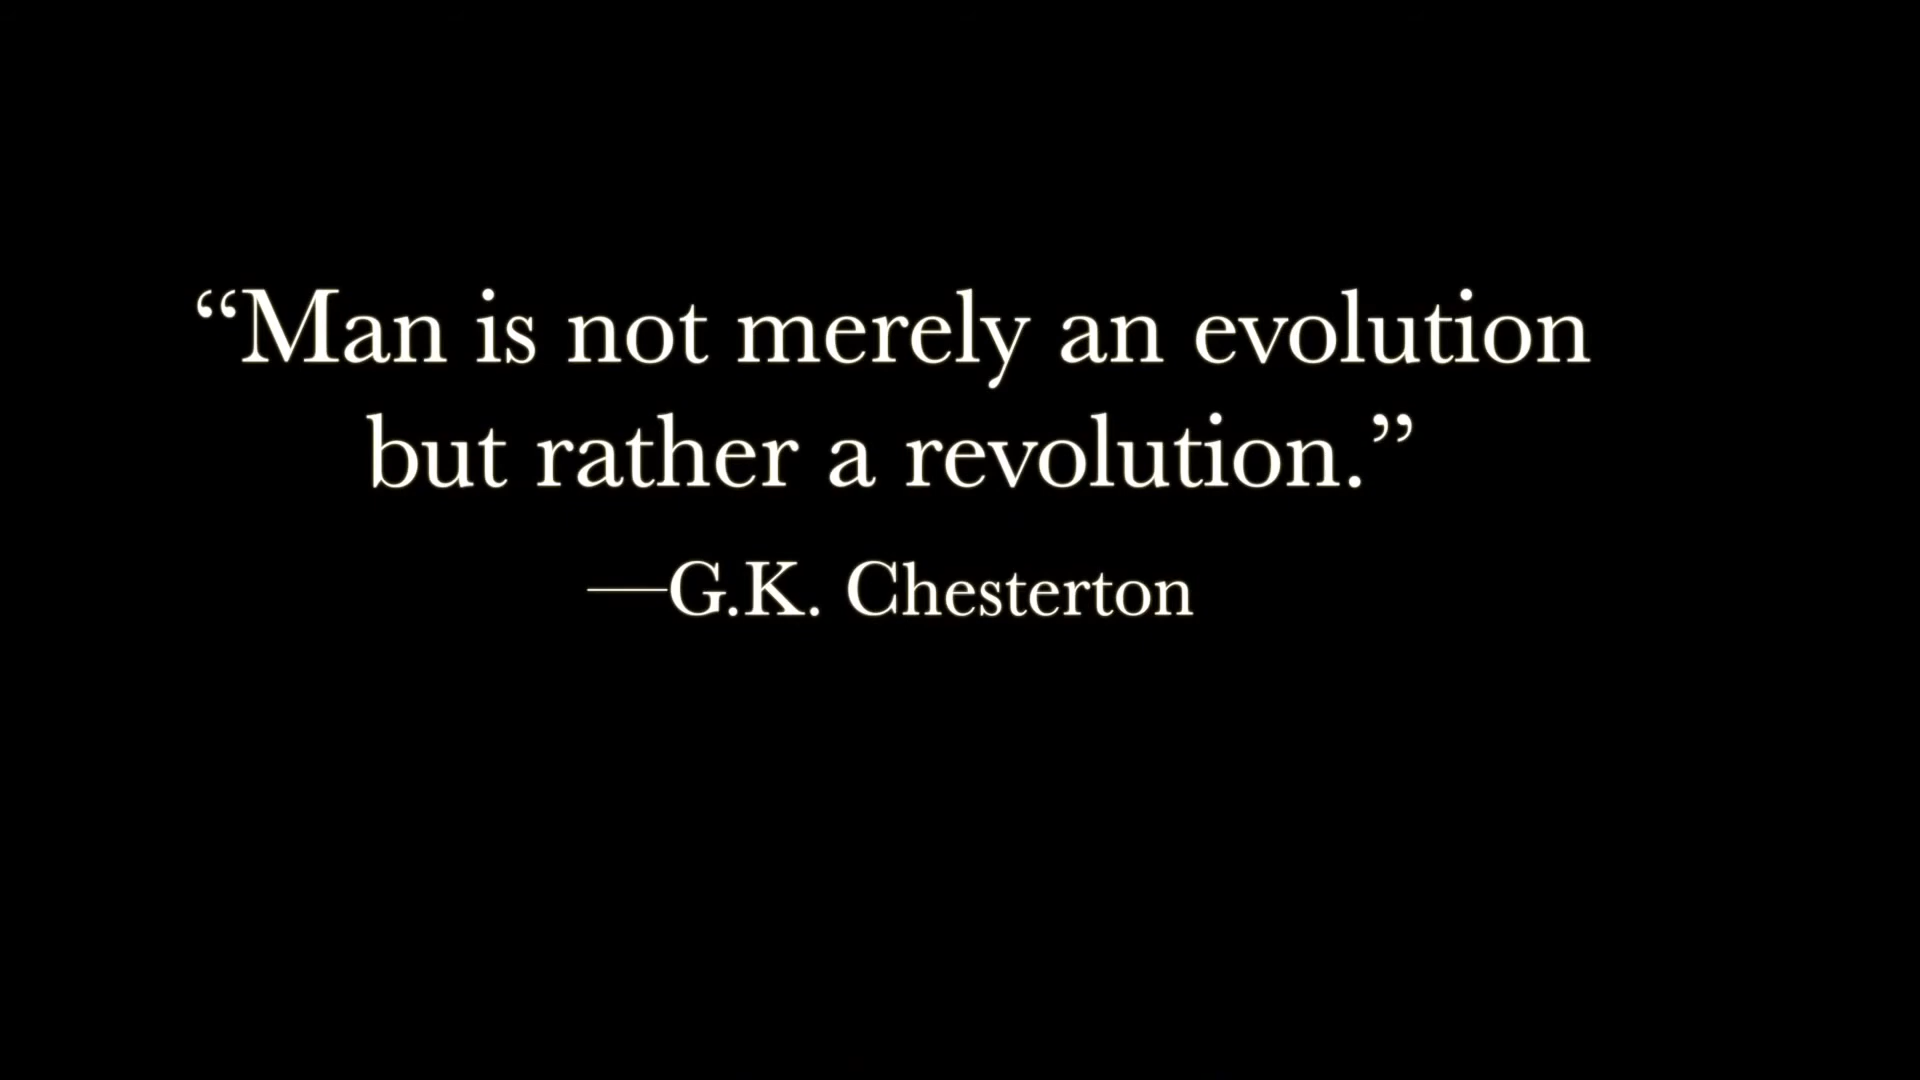 “Man is not merely an evolution
but rather a revolution.”
—G.K. Chesterton